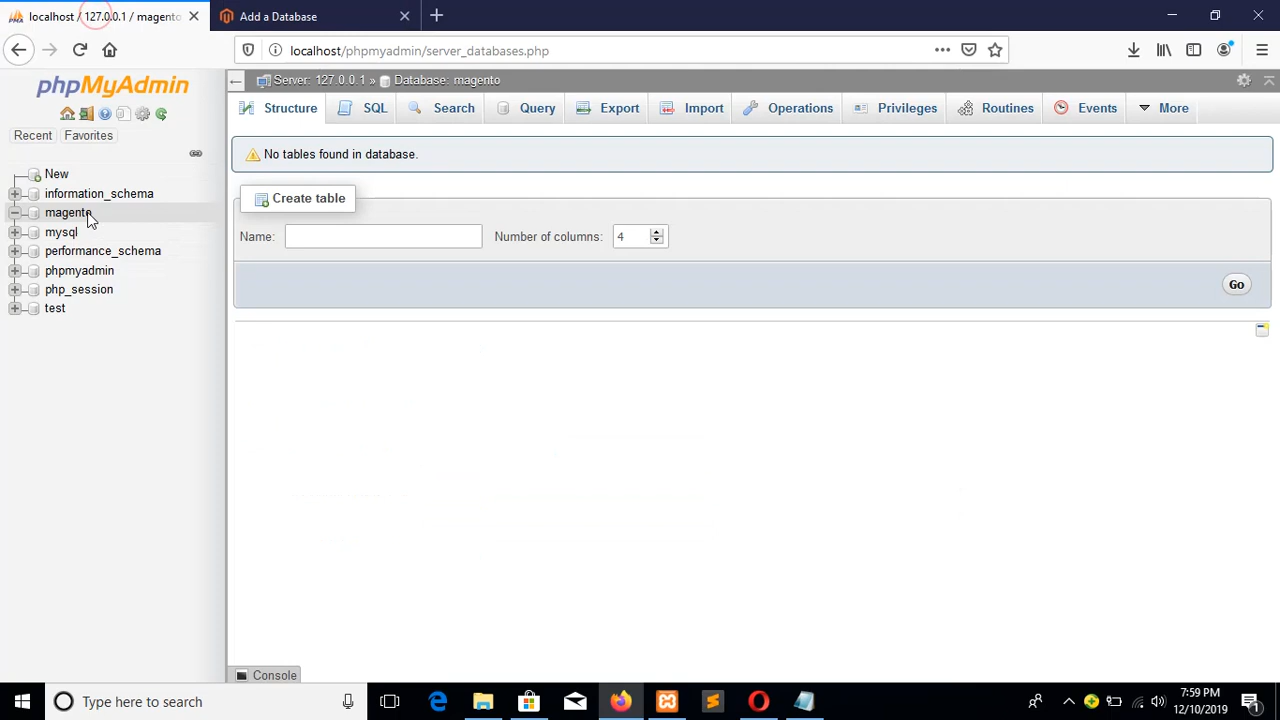 localhost / 127.0.0.1 / magento
Add a Database
localhost/phpmyadmin/server_databases.php
phpMyAdmin
Server: 127.0.0.1 » Database: magento
Structure SQL Search Query Export Import Operations Privileges Routines Events More
Recent Favorites
No tables found in database.
New
information_schema
magento
mysql
performance_schema
phpmyadmin
php_session
test
Create table
Name: Number of columns: 4
Go
Console
Type here to search
7:59 PM
12/10/2019
1